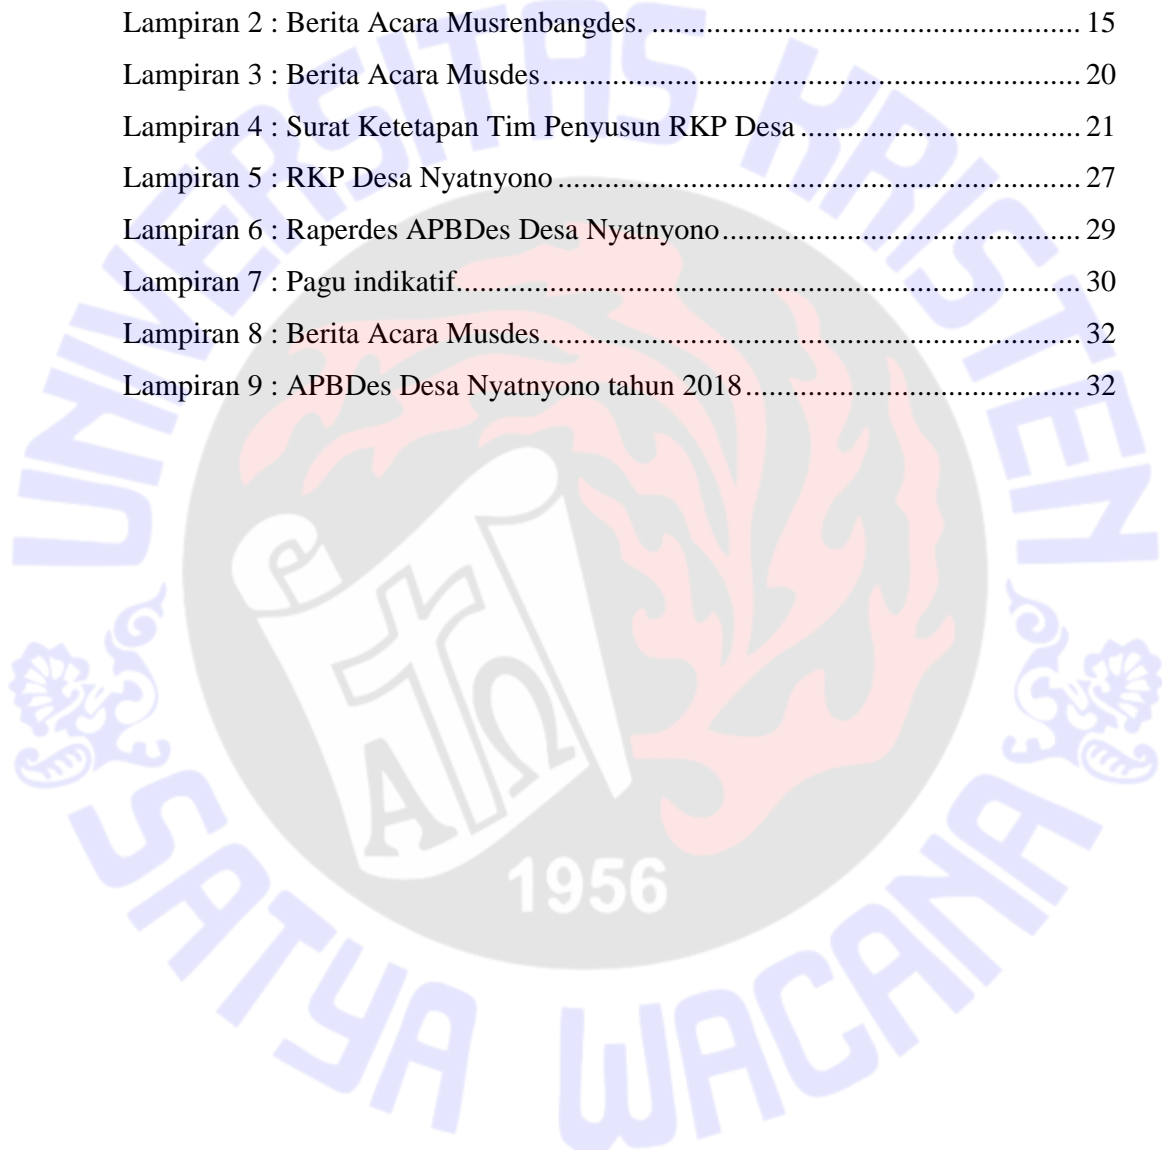 Lampiran 2 : Berita Acara Musrenbangdes. ...................................................... 15
Lampiran 3 : Berita Acara Musdes.................................................................... 20
Lampiran 4 : Surat Ketetapan Tim Penyusun RKP Desa ................................... 21
Lampiran 5 : RKP Desa Nyatnyono .................................................................. 27
Lampiran 6 : Raperdes APBDes Desa Nyatnyono............................................. 29
Lampiran 7 : Pagu indikatif............................................................................... 30
Lampiran 8 : Berita Acara Musdes.................................................................... 32
Lampiran 9 : APBDes Desa Nyatnyono tahun 2018.......................................... 32
UNIVERSITAS KRISTEN
Α Ω
1956
SATYA WACANA